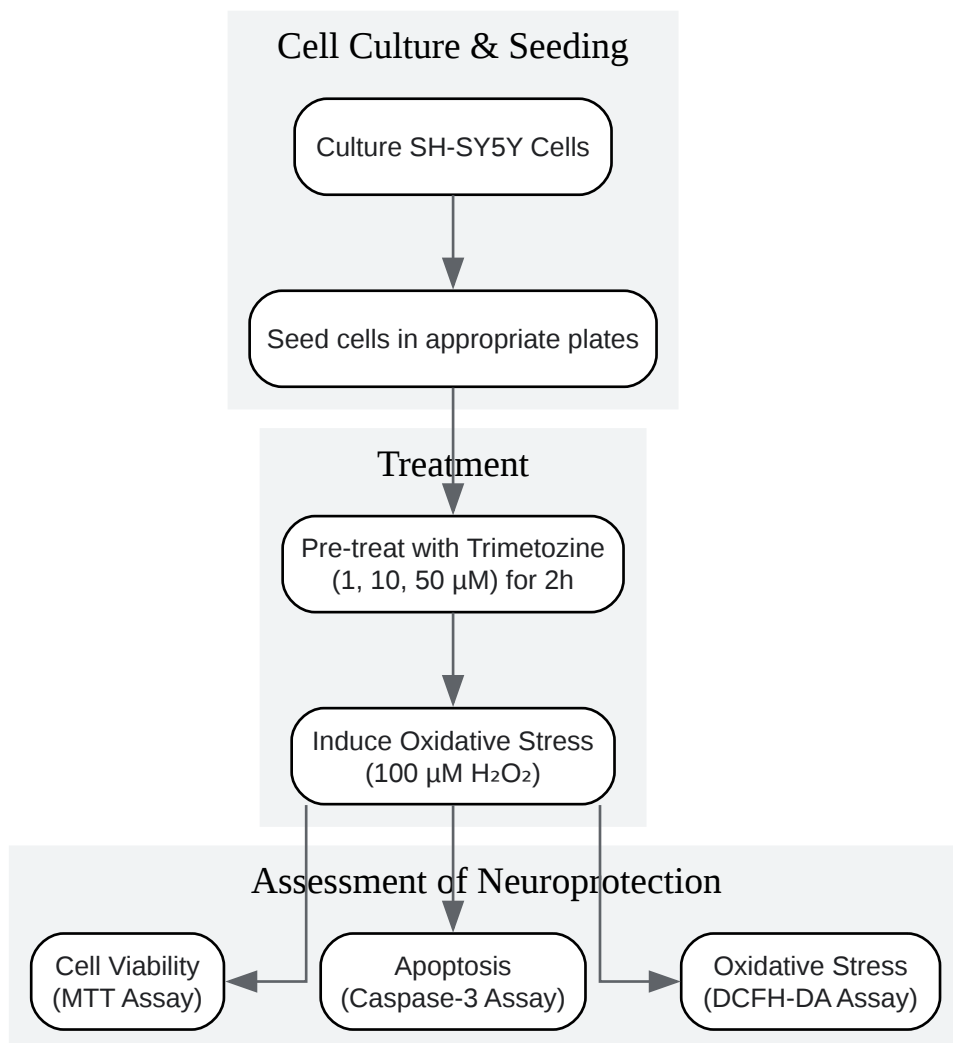 Cell Culture & Seeding
Culture SH-SY5Y Cells
Seed cells in appropriate plates
Treatment
Pre-treat with Trimetozine
(1, 10, 50 µM) for 2h
Induce Oxidative Stress
(100 µM H₂O₂)
Assessment of Neuroprotection
Cell Viability
(MTT Assay)
Apoptosis
(Caspase-3 Assay)
Oxidative Stress
(DCFH-DA Assay)